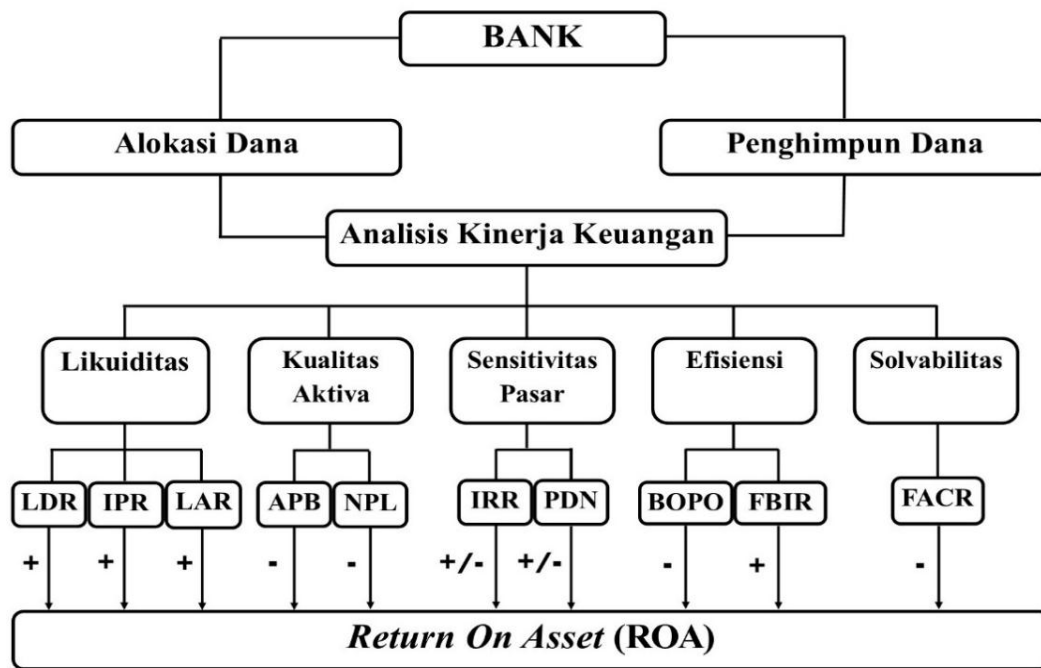 BANK
Alokasi Dana
Penghimpun Dana
Analisis Kinerja Keuangan
Likuiditas
Kualitas
Aktiva
Sensitivitas
Pasar
Efisiensi
Solvabilitas
LDR
IPR
LAR
APB
NPL
IRR
PDN
BOPO
FBIR
FACR
+
+
+
-
-
+/-
+/-
-
+
-
Return On Asset (ROA)